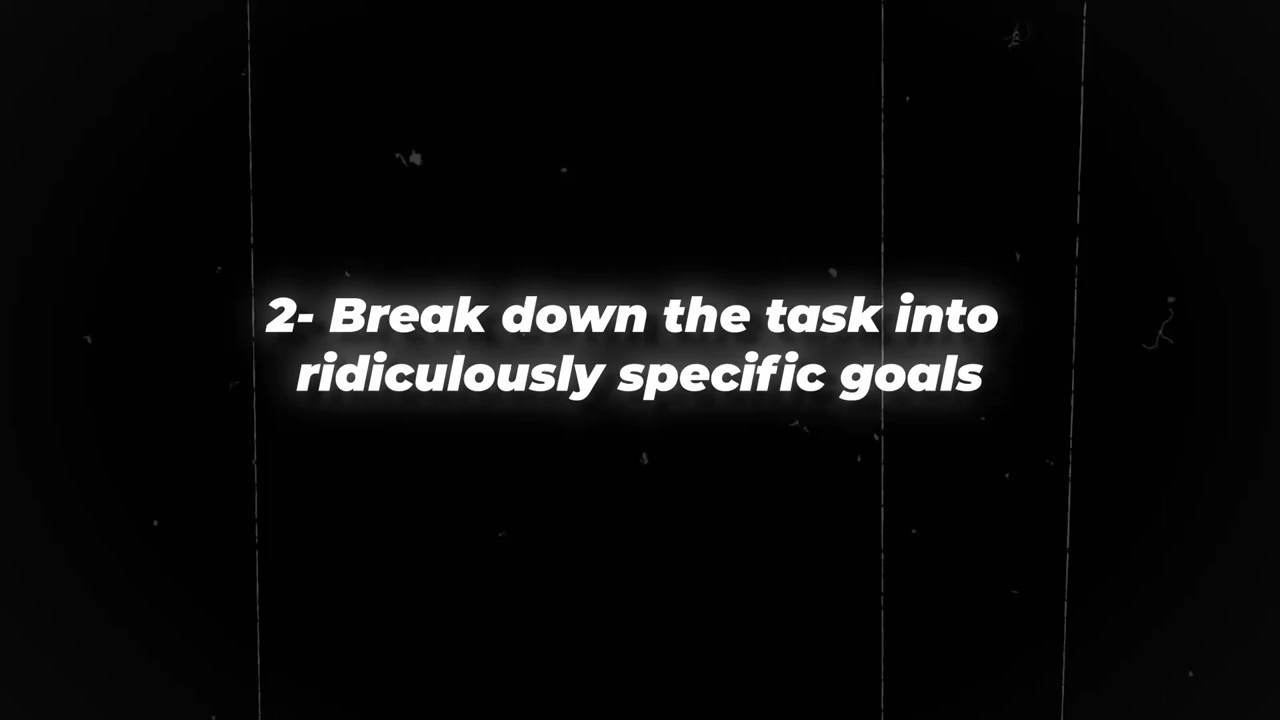 2- Break down the task into
ridiculously specific goals